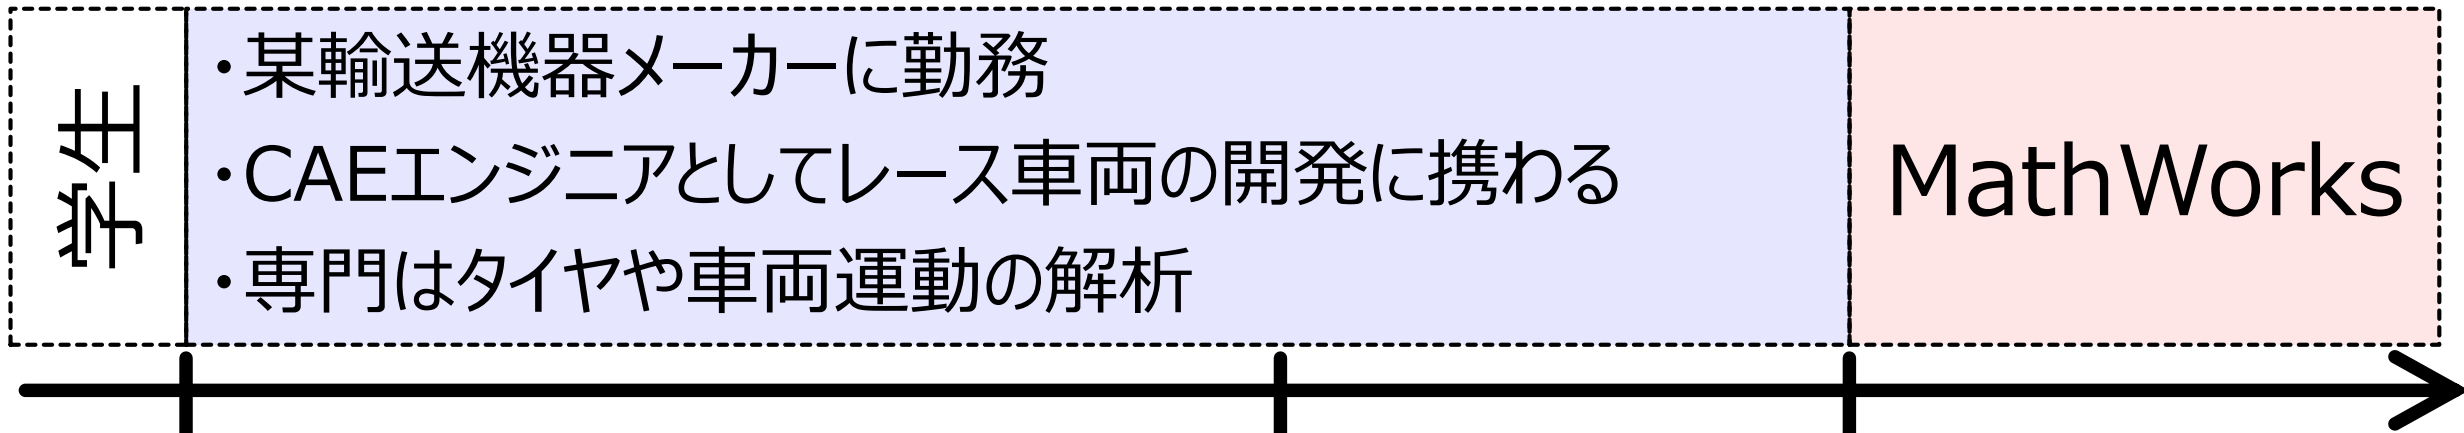 学生
・某輸送機器メーカーに勤務
・CAEエンジニアとしてレース車両の開発に携わる
・専門はタイヤや車両運動の解析
MathWorks